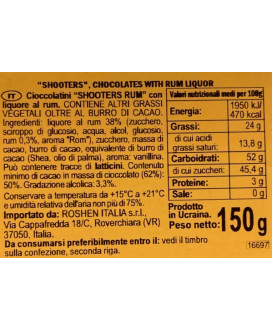 "SHOOTERS", CHOCOLATES WITH RUM LIQUOR
IT Cioccolatini "SHOOTERS RUM" con
liquore al rum. CONTIENE ALTRI GRASSI
VEGETALI OLTRE AL BURRO DI CACAO.
Ingredienti: liquore al rum 38% (zucchero,
sciroppo di glucosio, acqua, alcol, glucosio,
rum 0,3%, aroma "Rom"), zucchero, massa di
cacao, burro di cacao, equivalenti al burro di
cacao (Shea, olio di palma), aroma: vanillina.
Può contenere tracce di latticini. Contenuto
minimo di cacao in massa di cioccolato (62%):
50%. Gradazione alcolica: 3,3%.
Conservare a temperatura da +15°C a +21°C
e umidità relativa dell'aria non più di 75%.
Importato da: ROSHEN ITALIA s.r.l.,
Via Cappafredda 18/C, Roverchiara (VR)
37050, Italia.
Da consumarsi preferibilmente entro il: vedi il timbro
sulla confezione, seconda riga.
Valori nutrizionali medi per 100g
Energia: 1950 kJ/
470 kcal
Grassi: 24 g
di cui acidi
grassi saturi: 13,8 g
Carboidrati: 52 g
di cui zuccheri: 45,4 g
Proteine: 3 g
Sale: 0 g
Prodotto
in Ucraina.
Peso netto: 150 g
16697